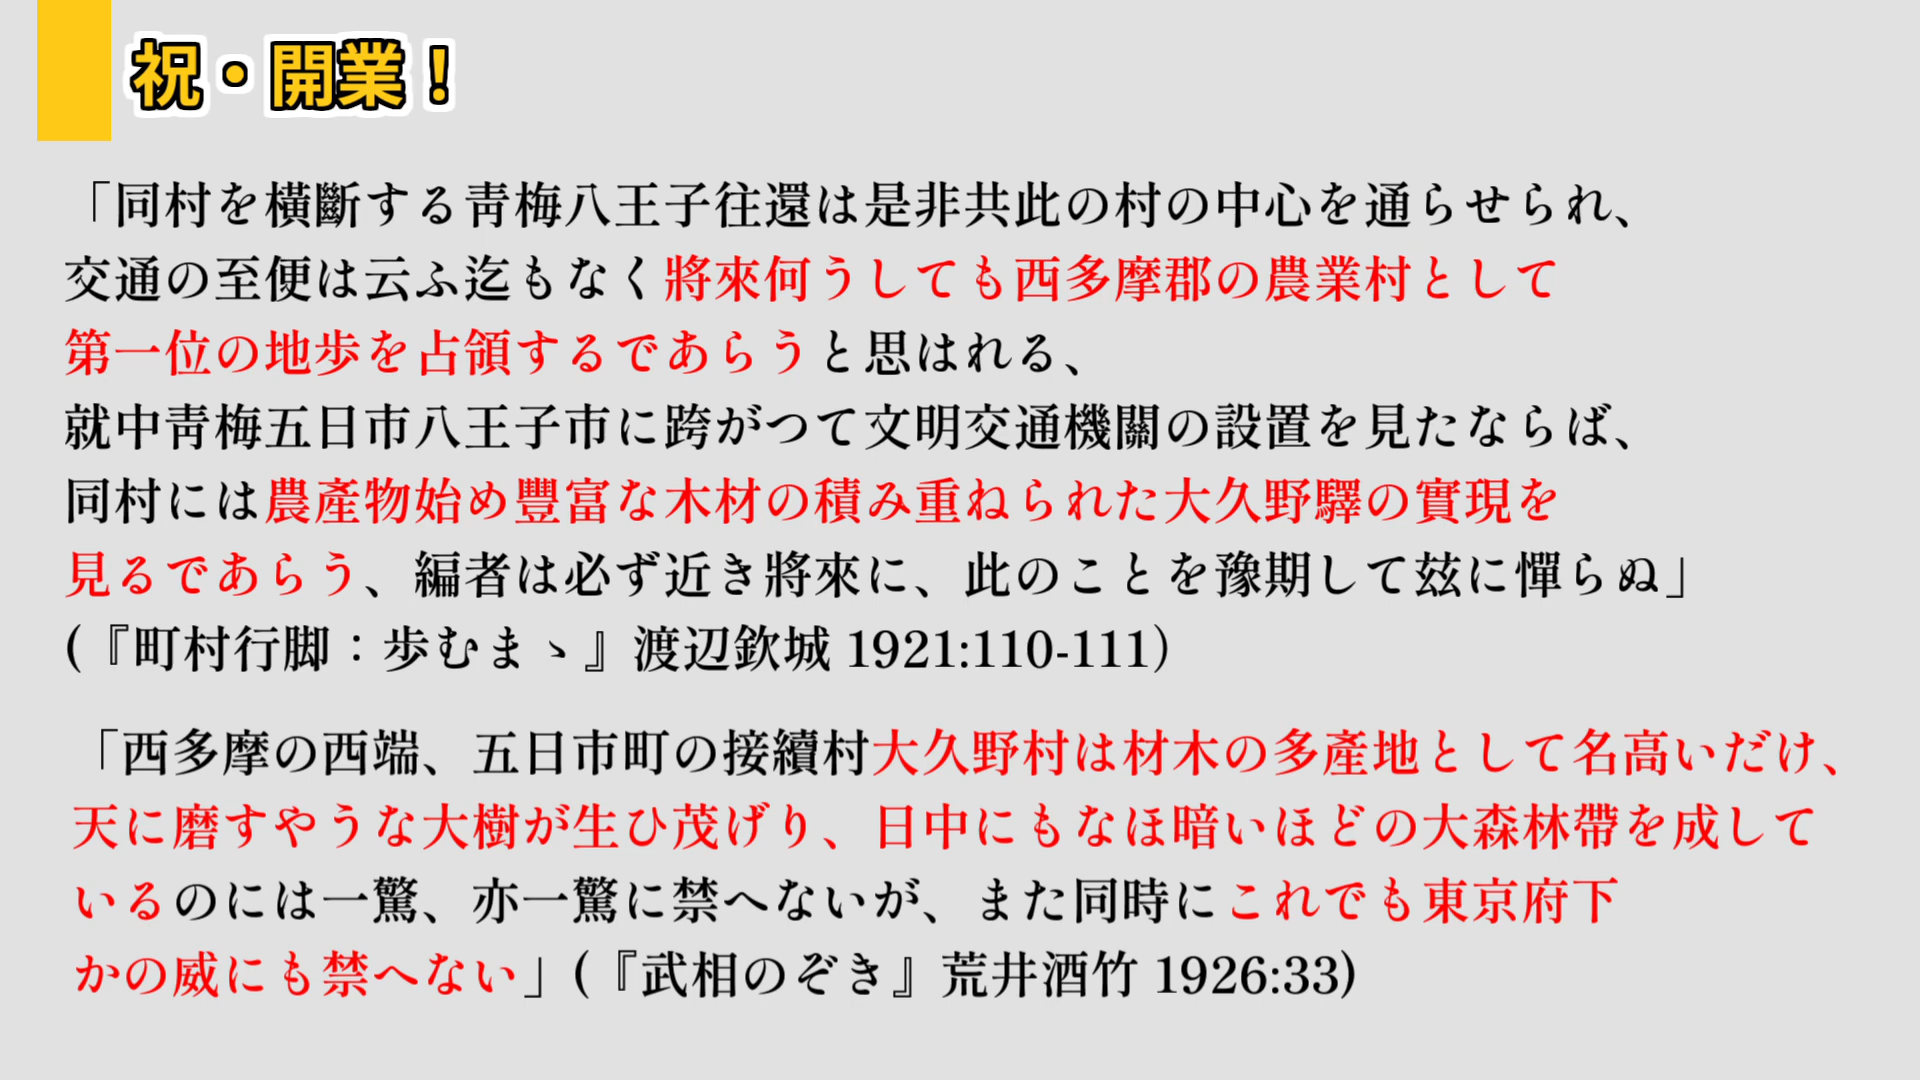 祝・開業！
「同村を橫斷する靑梅八王子往還は是非共此の村の中心を通らせられ、
交通の至便は云ふ迄もなく將來何うしても西多摩郡の農業村として
第一位の地歩を占領するであらうと思はれる、
就中靑梅五日市八王子市に跨がつて文明交通機關の設置を見たならば、
同村には農產物始め豐富な木材の積み重ねられた大久野驛の實現を
見るであらう、編者は必ず近き將來に、此のことを豫期して玆に憚らぬ」
(『町村行脚：歩むまゝ』渡辺欽城 1921:110-111)
「西多摩の西端、五日市町の接續村大久野村は材木の多產地として名高いだけ、
天に磨すやうな大樹が生ひ茂げり、日中にもなほ暗いほどの大森林帶を成して
いるのには一驚、亦一驚に禁へないが、また同時にこれでも東京府下
かの威にも禁へない」(『武相のぞき』荒井酒竹 1926:33)